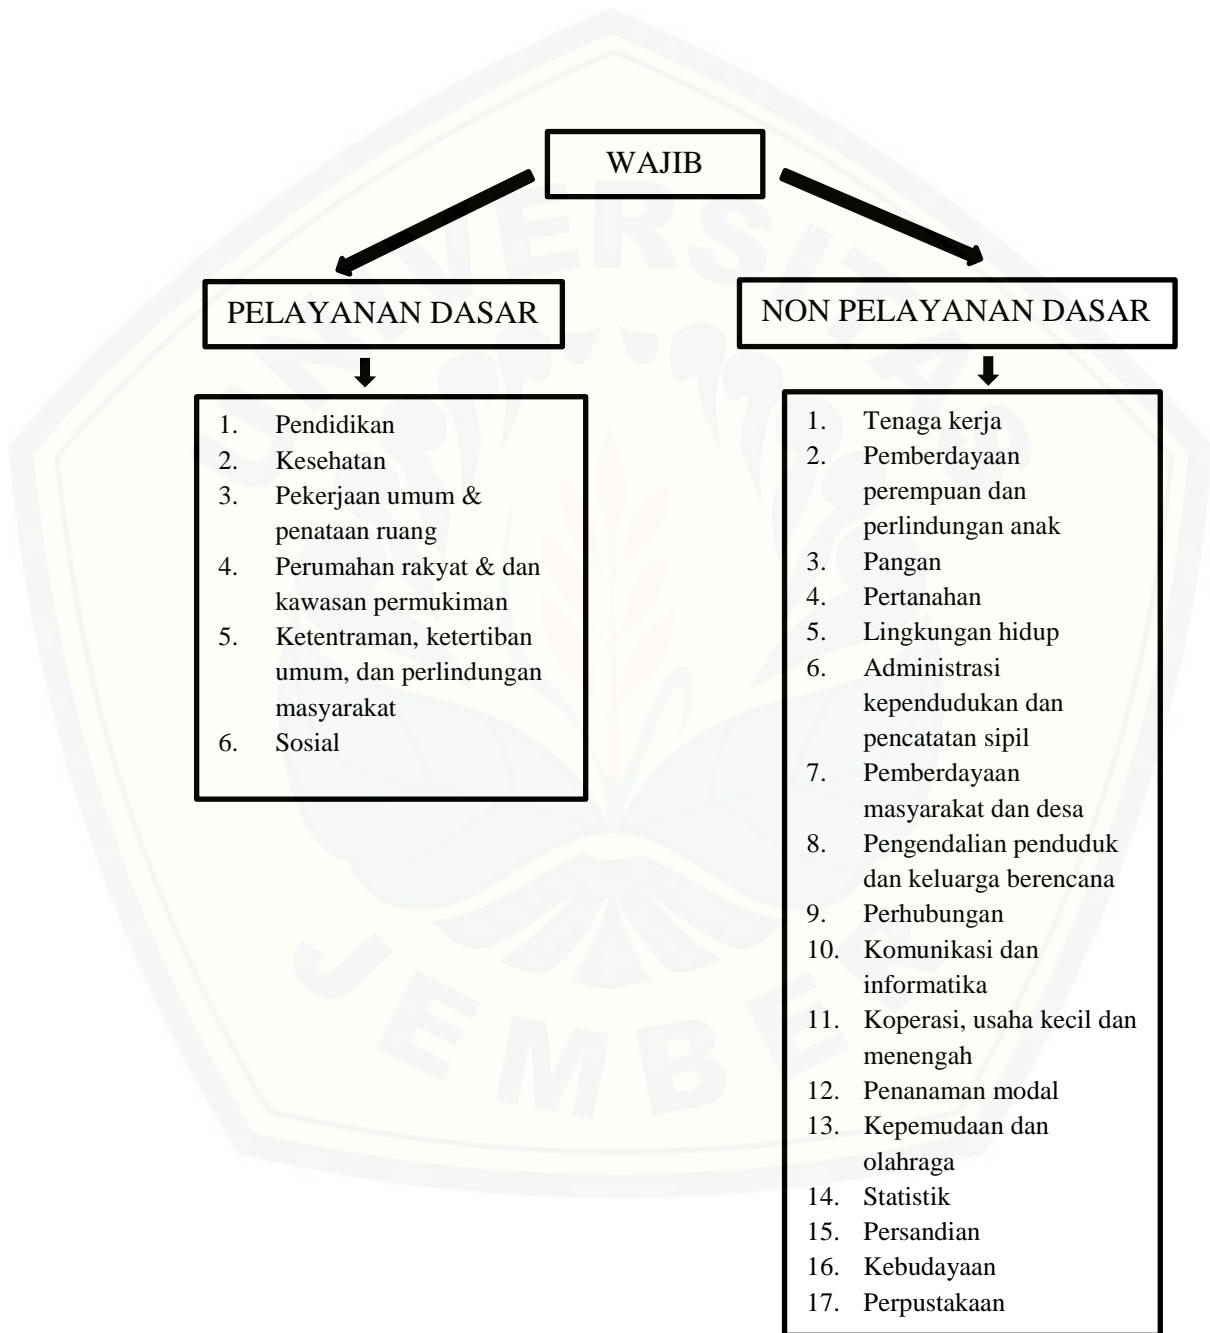 WAJIB
PELAYANAN DASAR
1. Pendidikan
2. Kesehatan
3. Pekerjaan umum &
penataan ruang
4. Perumahan rakyat & dan
kawasan permukiman
5. Ketentraman, ketertiban
umum, dan perlindungan
masyarakat
6. Sosial
NON PELAYANAN DASAR
1. Tenaga kerja
2. Pemberdayaan
perempuan dan
perlindungan anak
3. Pangan
4. Pertanahan
5. Lingkungan hidup
6. Administrasi
kependudukan dan
pencatatan sipil
7. Pemberdayaan
masyarakat dan desa
8. Pengendalian penduduk
dan keluarga berencana
9. Perhubungan
10. Komunikasi dan
informatika
11. Koperasi, usaha kecil dan
menengah
12. Penanaman modal
13. Kepemudaan dan
olahraga
14. Statistik
15. Persandian
16. Kebudayaan
17. Perpustakaan
UNIVERSITAS
JEMBER